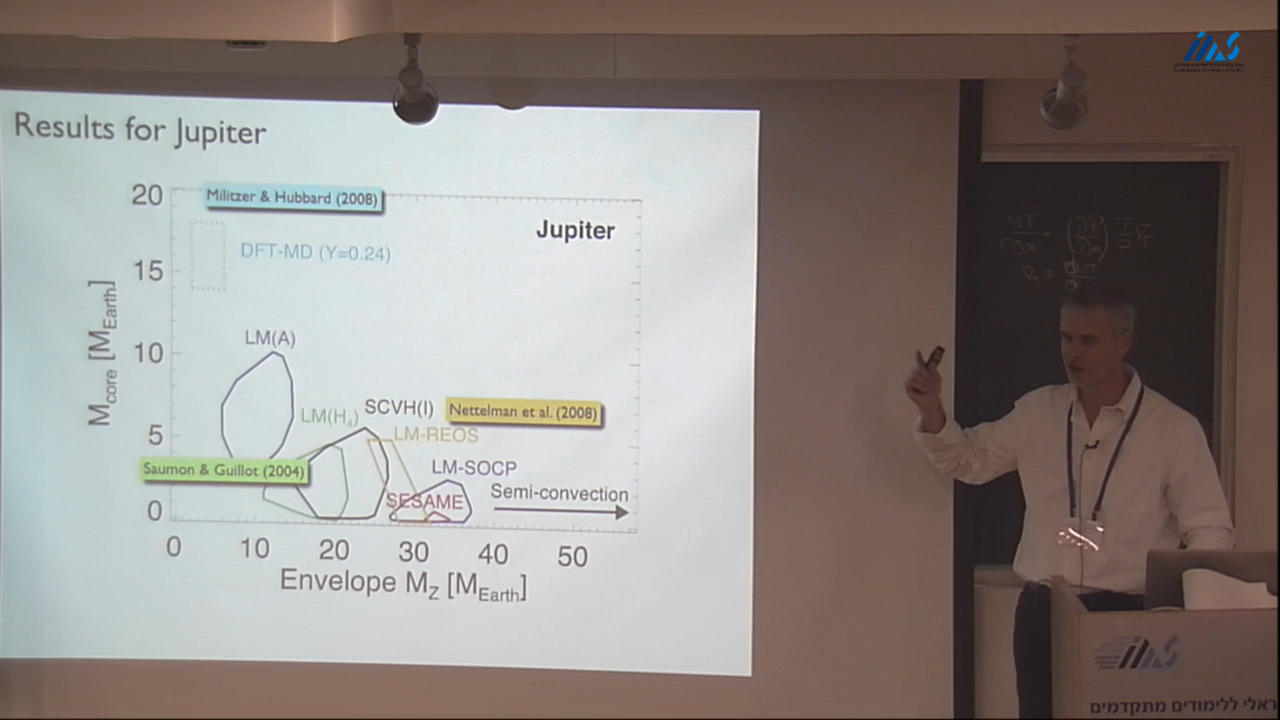 Results for Jupiter
20
Militzer & Hubbard (2008)
Jupiter
DFT-MD (Y=0.24)
15
Mcore [MEarth]
LM(A)
10
LM(H4)
SCVH(I)
Nettelman et al. (2008)
5
LM-REOS
Saumon & Guillot (2004)
LM-SOCP
SESAME
Semi-convection
0
0 10 20 30 40 50
Envelope MZ [MEarth]
ראלי ללימודים מתקדמים